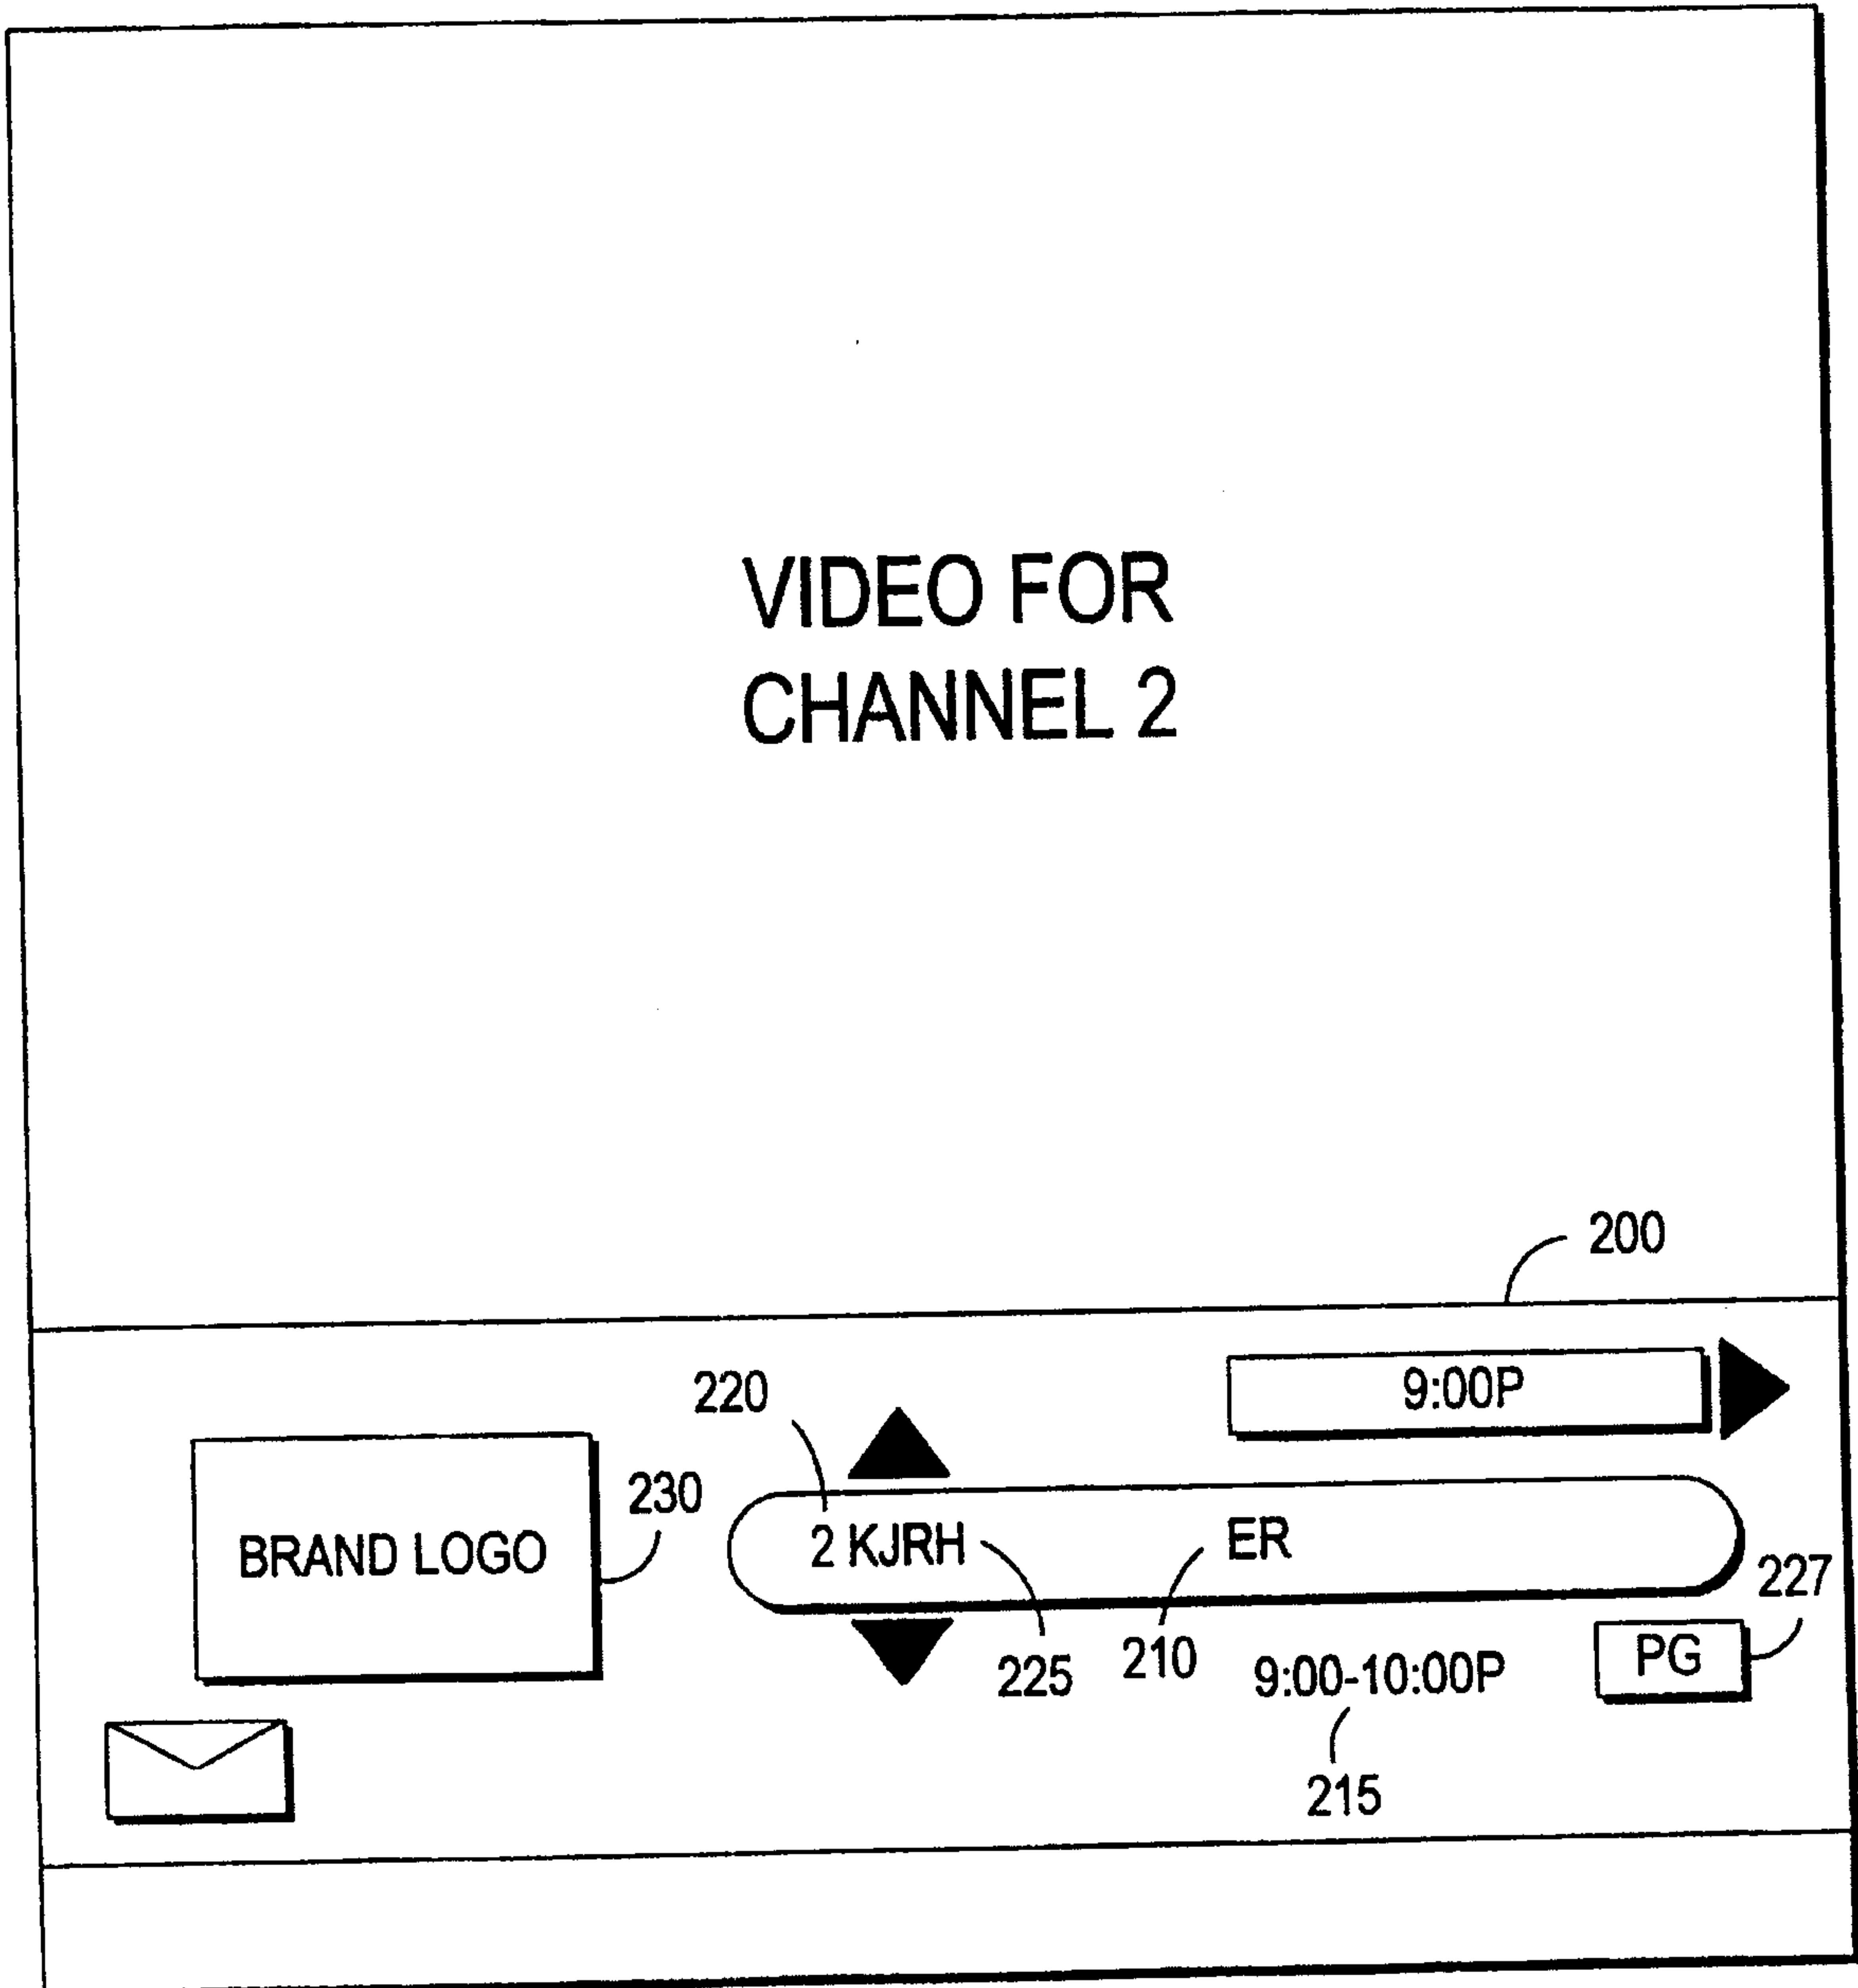 VIDEO FOR
CHANNEL 2
200
9:00P
220
230
BRAND LOGO
2 KJRH
ER
227
225
210
9:00-10:00P
PG
215